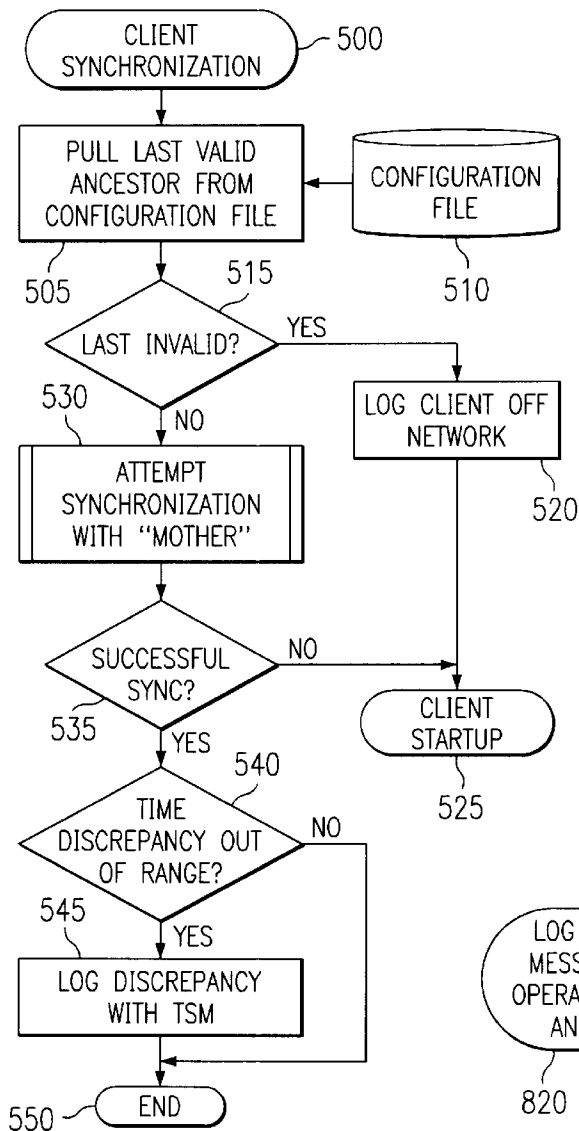 CLIENT
SYNCHRONIZATION
500
PULL LAST VALID
ANCESTOR FROM
CONFIGURATION FILE
505
CONFIGURATION
FILE
510
515
LAST INVALID?
YES
NO
LOG CLIENT OFF
NETWORK
520
530
ATTEMPT
SYNCHRONIZATION
WITH “MOTHER”
SUCCESSFUL
SYNC?
535
NO
YES
CLIENT
STARTUP
525
540
TIME
DISCREPANCY OUT
OF RANGE?
NO
YES
545
LOG DISCREPANCY
WITH TSM
550
END
LOG
MESS
OPERA
AN
820